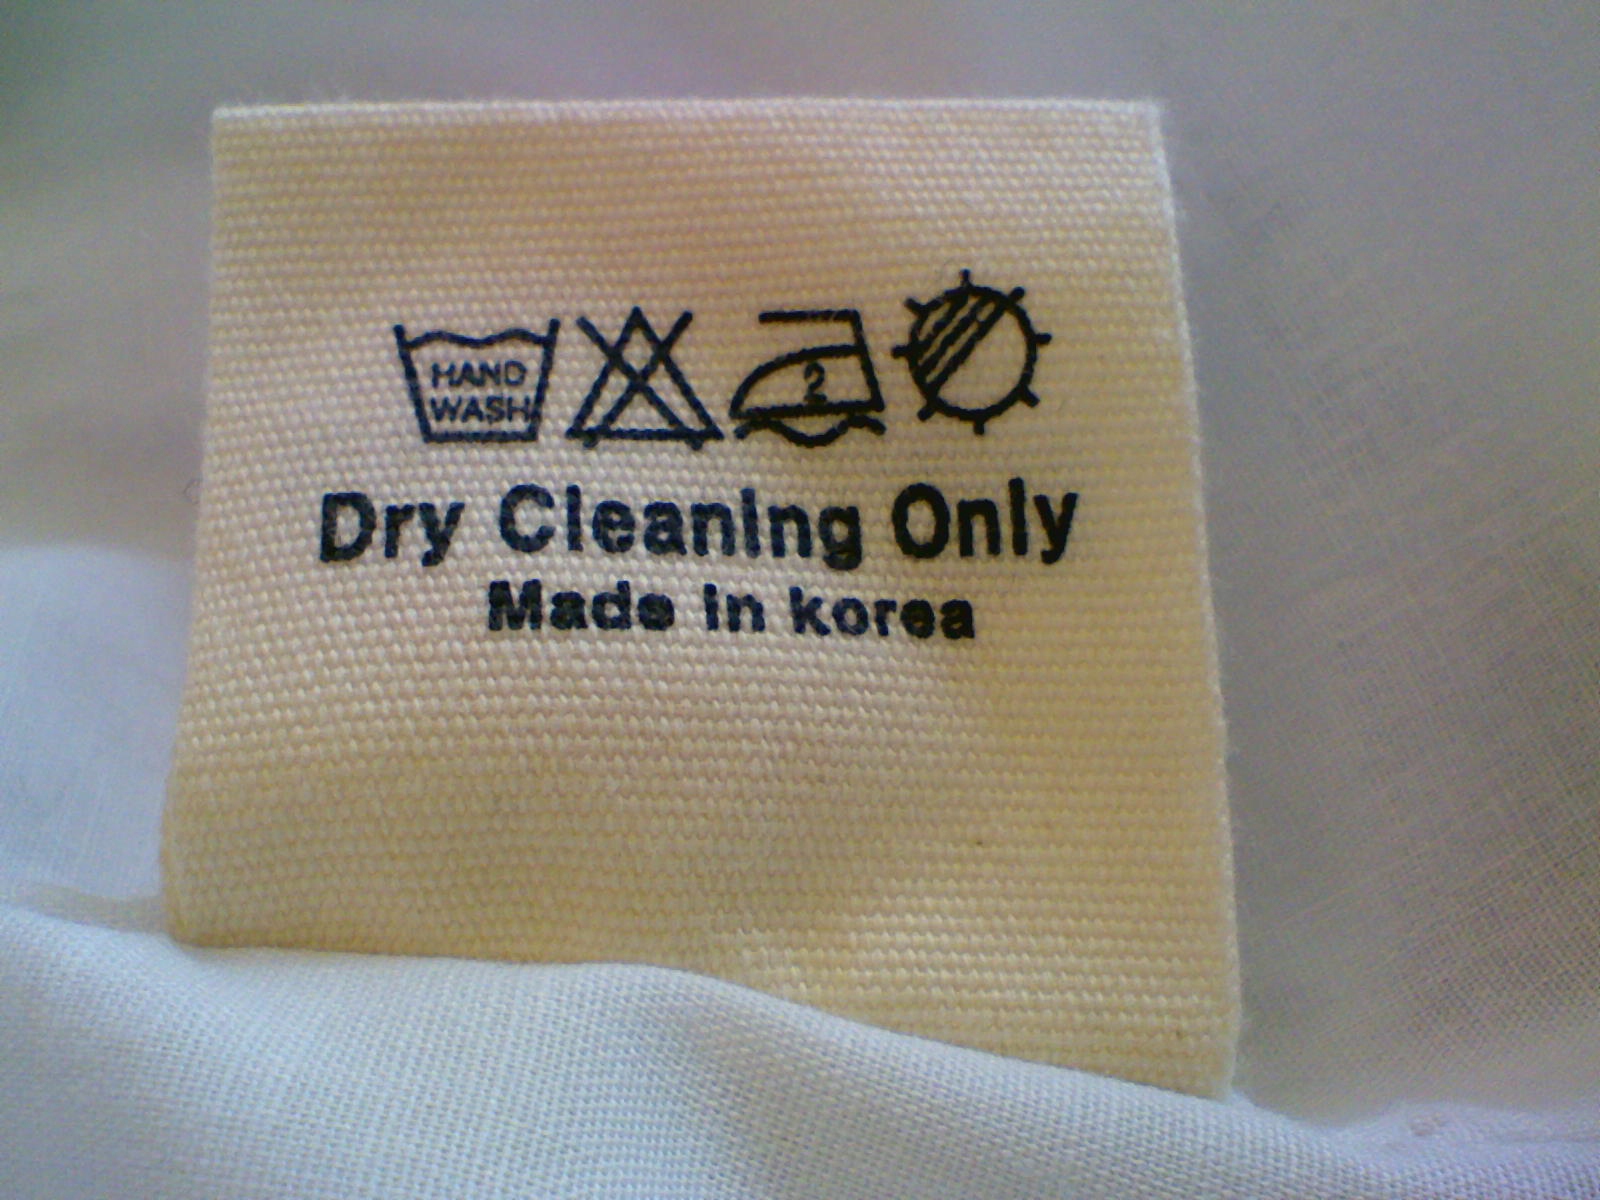 HAND
WASH
2
Dry Cleaning Only
Made in korea